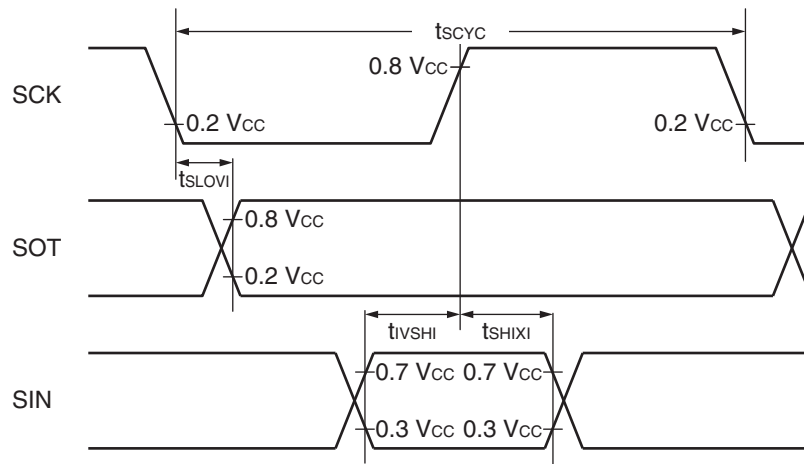 tSCYC
SCK
0.8 VCC
0.2 VCC
0.2 VCC
tSLOVI
SOT
0.8 VCC
0.2 VCC
tIVSHI
tSHIXI
SIN
0.7 VCC
0.7 VCC
0.3 VCC
0.3 VCC